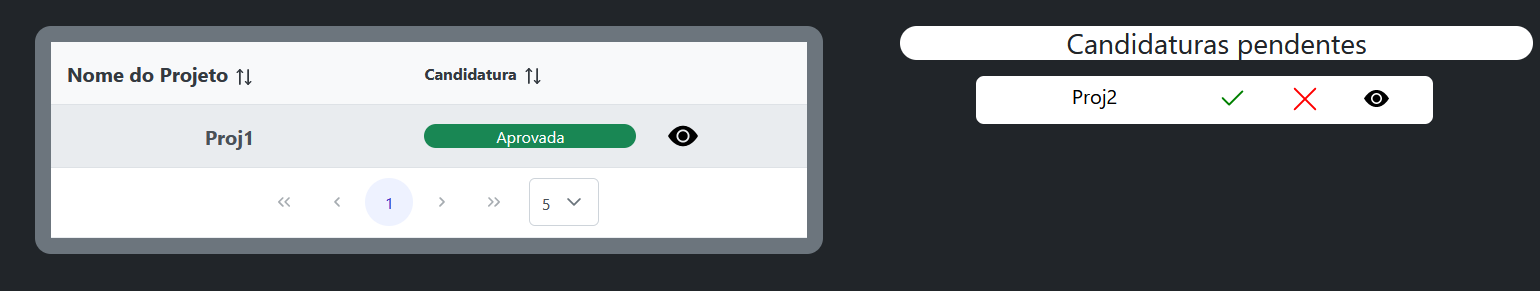 Nome do Projeto
Candidatura
Proj1
Aprovada
1
5
Candidaturas pendentes
Proj2